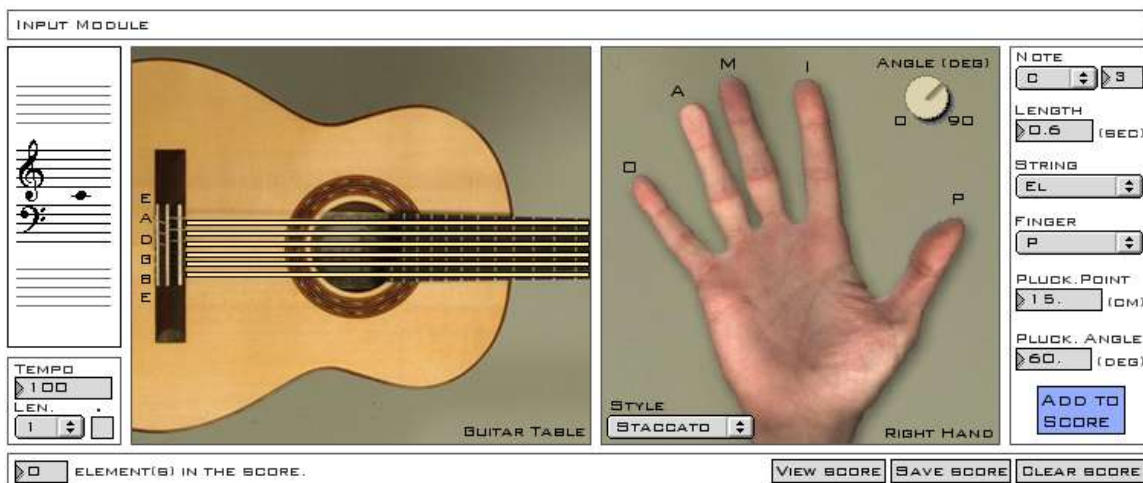 INPUT MODULE
E
A
D
G
B
E
GUITAR TABLE
TEMPO
100
LEN. .
1
O
A
M
I
P
ANGLE (DEG)
0 90
STYLE
STACCATO
RIGHT HAND
NOTE
C 3
LENGTH
0.6 (SEC)
STRING
EL
FINGER
P
PLUCK.POINT
15. (CM)
PLUCK. ANGLE
60. (DEG)
ADD TO
SCORE
0 ELEMENT(S) IN THE SCORE.
VIEW SCORE SAVE SCORE CLEAR SCORE